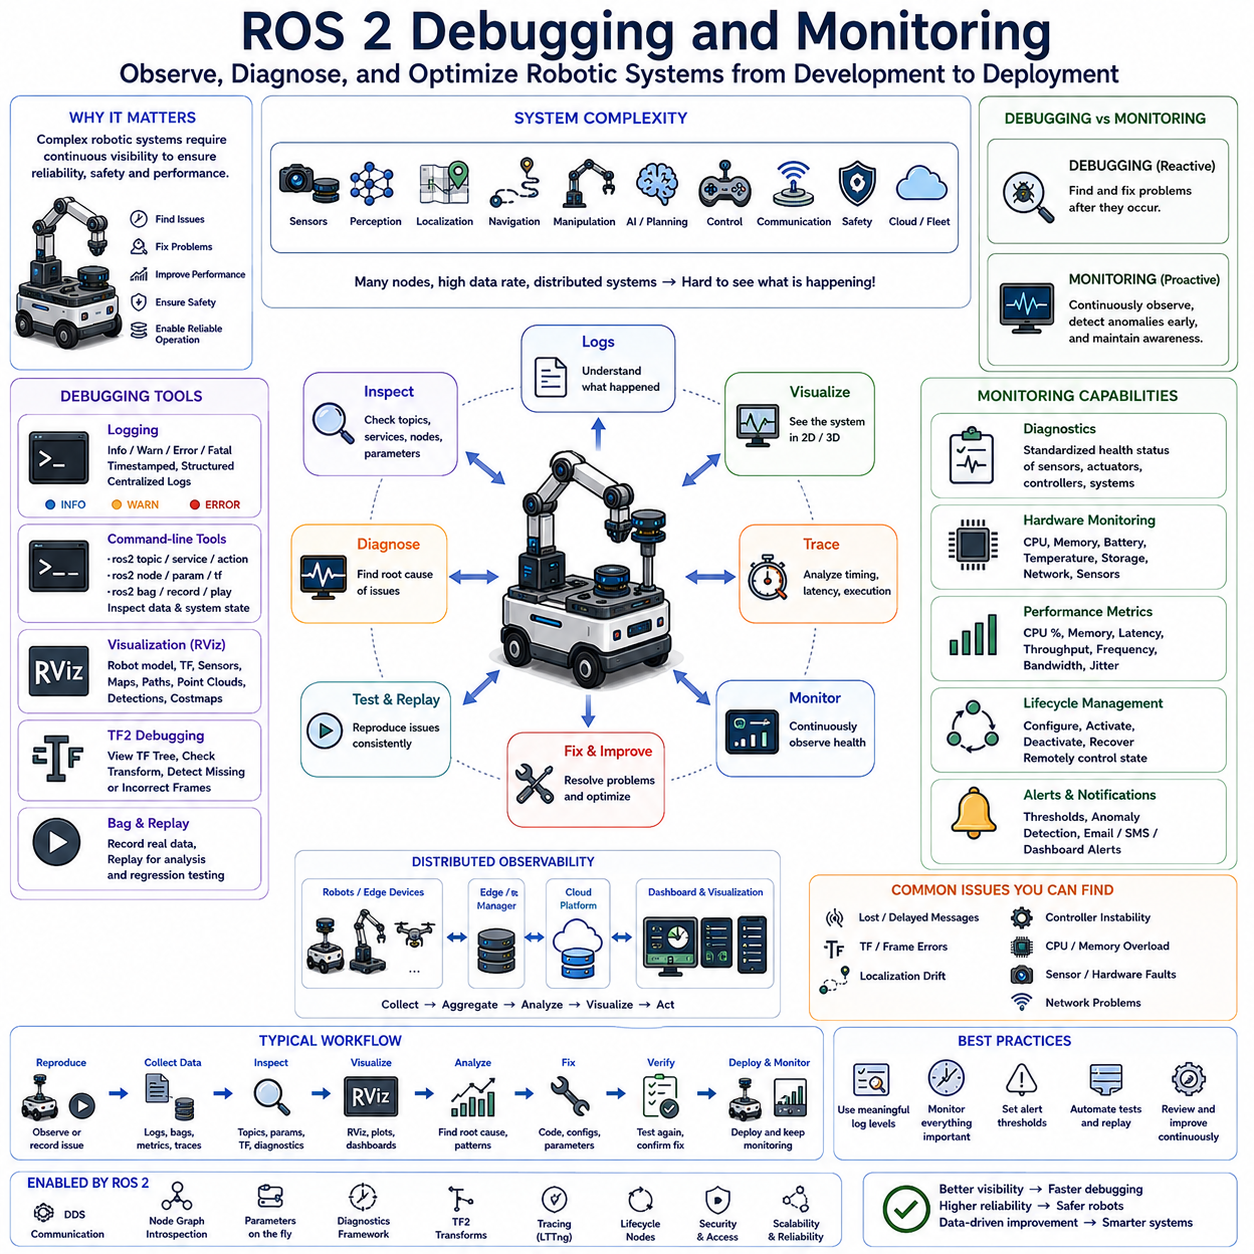 ROS 2 Debugging and Monitoring
Observe, Diagnose, and Optimize Robotic Systems from Development to Deployment
WHY IT MATTERS
Complex robotic systems require
continuous visibility to ensure
reliability, safety and performance.
Find Issues
Fix Problems
Improve Performance
Ensure Safety
Enable Reliable
Operation
SYSTEM COMPLEXITY
Sensors
Perception
Localization
Navigation
Manipulation
AI / Planning
Control
Communication
Safety
Cloud / Fleet
Many nodes, high data rate, distributed systems → Hard to see what is happening!
DEBUGGING vs MONITORING
DEBUGGING (Reactive)
Find and fix problems
after they occur.
MONITORING (Proactive)
Continuously observe,
detect anomalies early,
and maintain awareness.
DEBUGGING TOOLS
Logging
Info / Warn / Error / Fatal
Timestamped, Structured
Centralized Logs
INFO
WARN
ERROR
Command-line Tools
· ros2 topic / service / action
· ros2 node / param / tf
· ros2 bag / record / play
Inspect data & system state
RViz
Visualization (RViz)
Robot model, TF, Sensors,
Maps, Paths, Point Clouds,
Detections, Costmaps
TF
TF2 Debugging
View TF Tree, Check
Transform, Detect Missing
or Incorrect Frames
Bag & Replay
Record real data,
Replay for analysis
and regression testing
Logs
Understand
what happened
Inspect
Check topics,
services, nodes,
parameters
Visualize
See the system
in 2D / 3D
Diagnose
Find root cause
of issues
Trace
Analyze timing,
latency, execution
Test & Replay
Reproduce issues
consistently
Monitor
Continuously
observe health
Fix & Improve
Resolve problems
and optimize
MONITORING CAPABILITIES
Diagnostics
Standardized health status
of sensors, actuators,
controllers, systems
Hardware Monitoring
CPU, Memory, Battery,
Temperature, Storage,
Network, Sensors
Performance Metrics
CPU %, Memory, Latency,
Throughput, Frequency,
Bandwidth, Jitter
Lifecycle Management
Configure, Activate,
Deactivate, Recover
Remotely control state
Alerts & Notifications
Thresholds, Anomaly
Detection, Email / SMS /
Dashboard Alerts
DISTRIBUTED OBSERVABILITY
Robots / Edge Devices
...
Edge /
Manager
Cloud
Platform
Dashboard & Visualization
Collect → Aggregate → Analyze → Visualize → Act
COMMON ISSUES YOU CAN FIND
Lost / Delayed Messages
TF
TF / Frame Errors
Localization Drift
Controller Instability
CPU / Memory Overload
Sensor / Hardware Faults
Network Problems
TYPICAL WORKFLOW
Reproduce
Observe or
record issue
Collect Data
Logs, bags,
metrics, traces
Inspect
Topics, params,
TF, diagnostics
Visualize
RViz
RViz, plots,
dashboards
Analyze
Find root cause,
patterns
Fix
Code, configs,
parameters
Verify
Test again,
confirm fix
Deploy & Monitor
Deploy and keep
monitoring
BEST PRACTICES
Use meaningful
log levels
Monitor
everything
important
Set alert
thresholds
Automate tests
and replay
Review and
improve
continuously
ENABLED BY ROS 2
DDS
Communication
Node Graph
Introspection
Parameters
on the fly
Diagnostics
Framework
TF2
Transforms
Tracing
(LTTng)
Lifecycle
Nodes
Security
& Access
Scalability
& Reliability
Better visibility → Faster debugging
Higher reliability → Safer robots
Data-driven improvement → Smarter systems